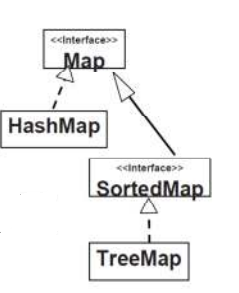 <<Interface>>
Map
HashMap
<<Interface>>
SortedMap
TreeMap